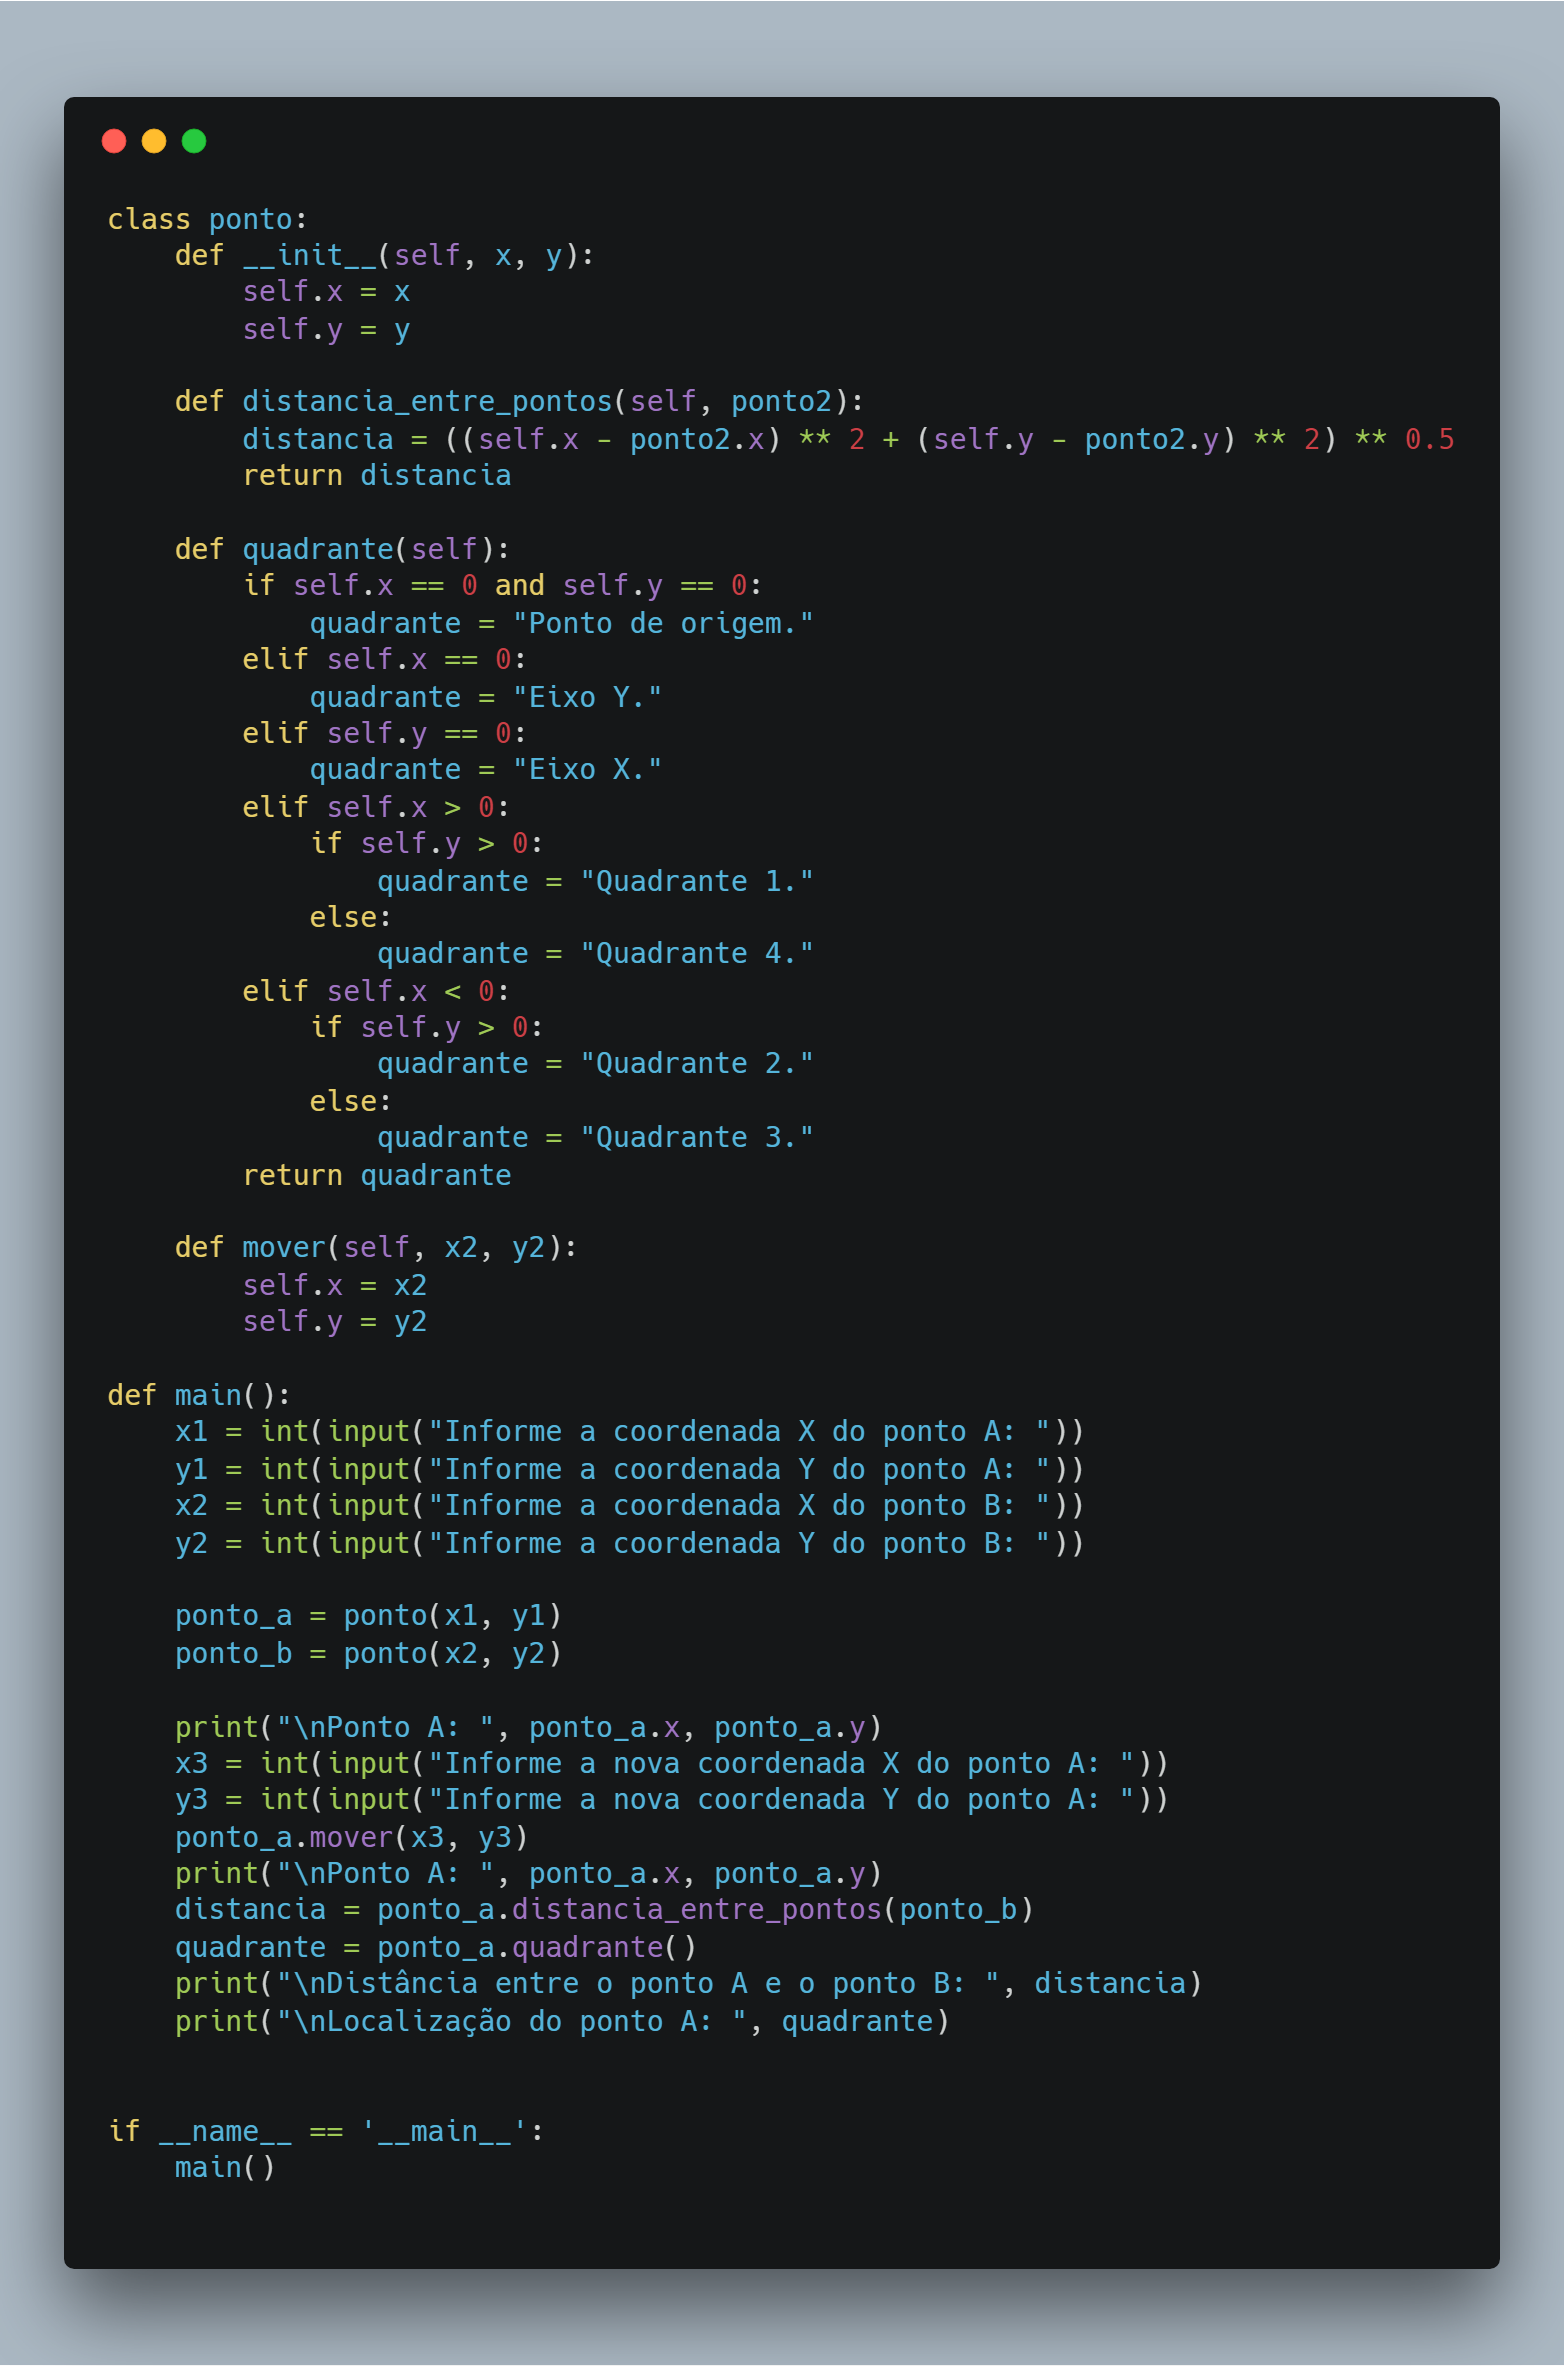 class ponto:
    def __init__(self, x, y):
        self.x = x
        self.y = y

    def distancia_entre_pontos(self, ponto2):
        distancia = ((self.x - ponto2.x) ** 2 + (self.y - ponto2.y) ** 2) ** 0.5
        return distancia

    def quadrante(self):
        if self.x == 0 and self.y == 0:
            quadrante = "Ponto de origem."
        elif self.x == 0:
            quadrante = "Eixo Y."
        elif self.y == 0:
            quadrante = "Eixo X."
        elif self.x > 0:
            if self.y > 0:
                quadrante = "Quadrante 1."
            else:
                quadrante = "Quadrante 4."
        elif self.x < 0:
            if self.y > 0:
                quadrante = "Quadrante 2."
            else:
                quadrante = "Quadrante 3."
        return quadrante

    def mover(self, x2, y2):
        self.x = x2
        self.y = y2

def main():
    x1 = int(input("Informe a coordenada X do ponto A: "))
    y1 = int(input("Informe a coordenada Y do ponto A: "))
    x2 = int(input("Informe a coordenada X do ponto B: "))
    y2 = int(input("Informe a coordenada Y do ponto B: "))

    ponto_a = ponto(x1, y1)
    ponto_b = ponto(x2, y2)

    print("\nPonto A: ", ponto_a.x, ponto_a.y)
    x3 = int(input("Informe a nova coordenada X do ponto A: "))
    y3 = int(input("Informe a nova coordenada Y do ponto A: "))
    ponto_a.mover(x3, y3)
    print("\nPonto A: ", ponto_a.x, ponto_a.y)
    distancia = ponto_a.distancia_entre_pontos(ponto_b)
    quadrante = ponto_a.quadrante()
    print("\nDistância entre o ponto A e o ponto B: ", distancia)
    print("\nLocalização do ponto A: ", quadrante)


if __name__ == '__main__':
    main()